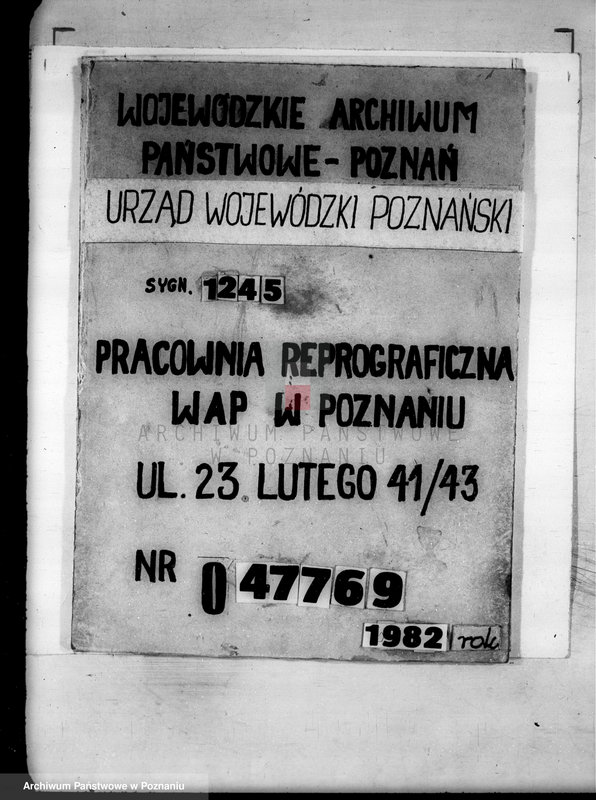 WOJEWÓDZKIE ARCHIWUM
PAŃSTWOWE - POZNAŃ
URZĄD WOJEWÓDZKI POZNAŃSKI
SYGN. 1245
PRACOWNIA REPROGRAFICZNA
WAP W POZNANIU
ARCHIWUM PAŃSTWOWE
W POZNANIU
UL. 23 LUTEGO 41/43
NR 0 47769
1982 rok
Archiwum Państwowe w Poznaniu